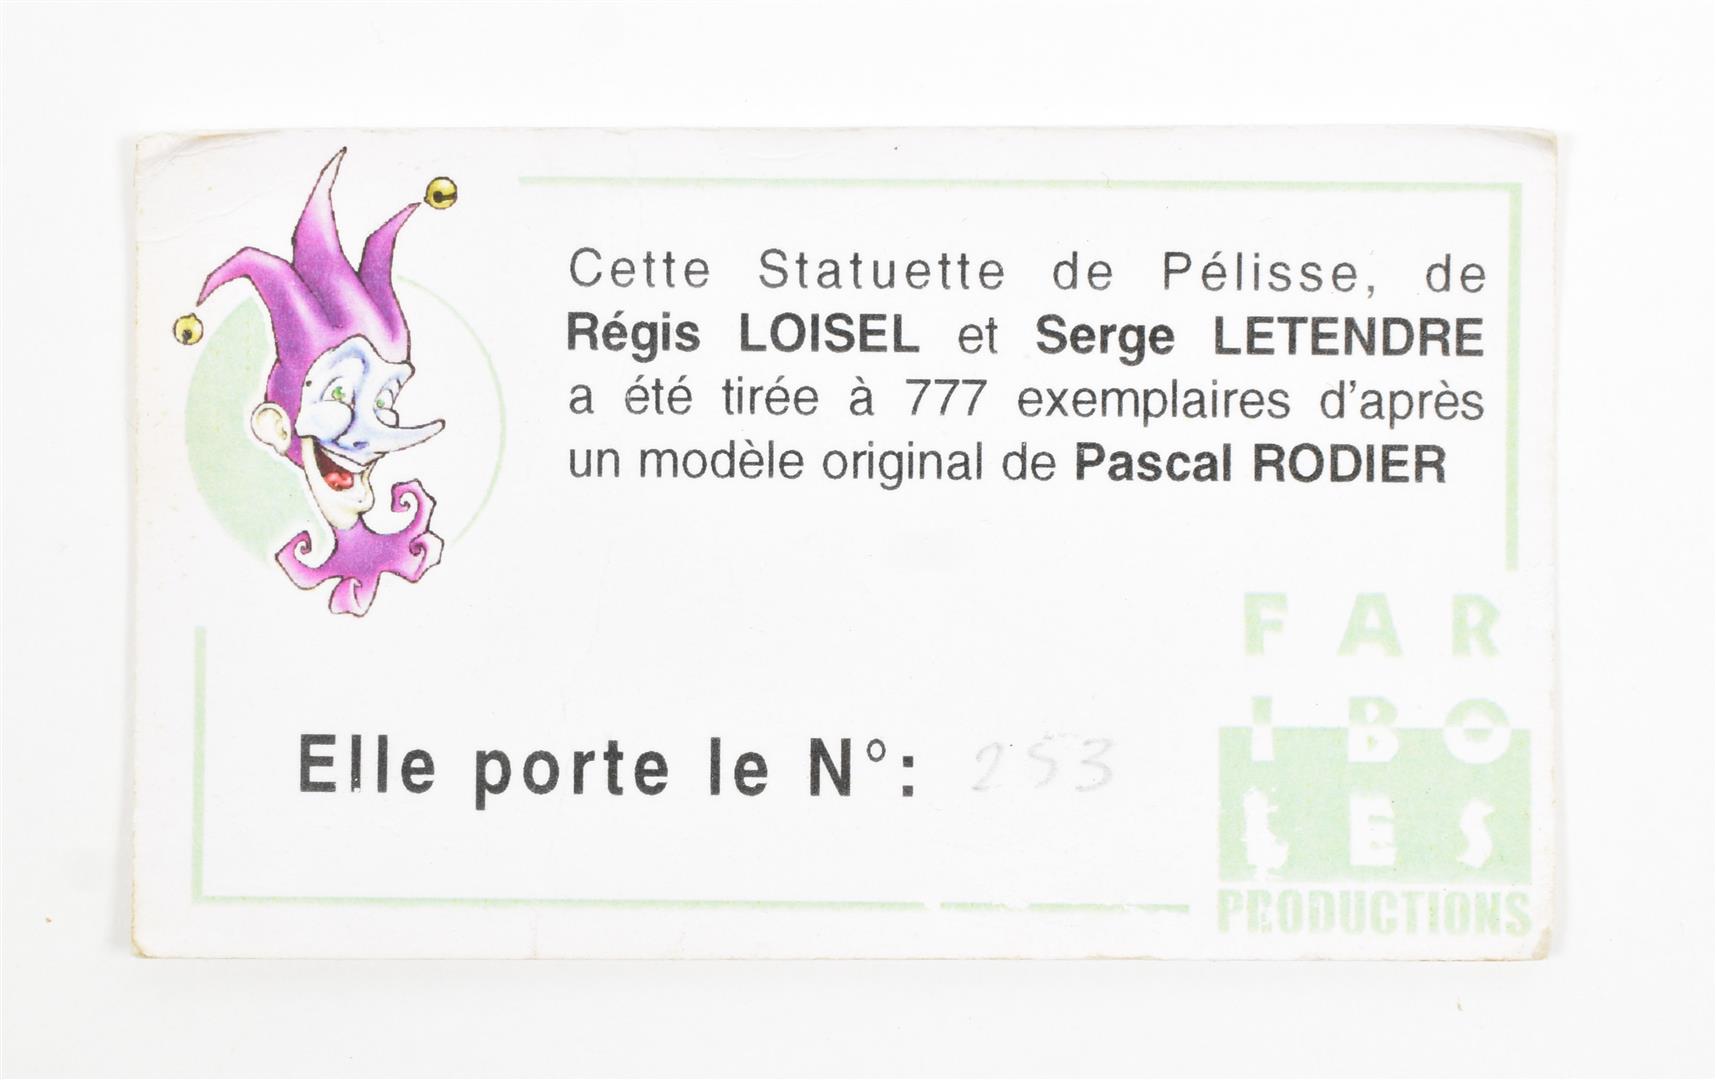 Cette Statuette de Pélisse, de
Régis LOISEL et Serge LETENDRE
a été tirée à 777 exemplaires d'après
un modèle original de Pascal RODIER
Elle porte le N°: 253
FAR
IBO
LES
PRODUCTIONS